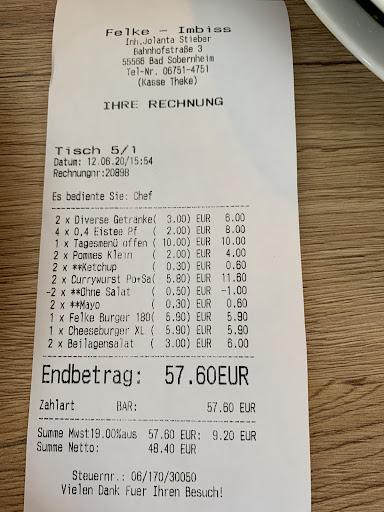 Felke - Imbiss
Inh.Jolanta Stieber
Bahnhofstraße 3
55566 Bad Sobernheim
Tel-Nr. 06751-4751
(Kasse Theke)
IHRE RECHNUNG
Tisch 5/1
Datum: 12.06.20/15:54
Rechnungnr:20898
Es bediente Sie: Chef
2 x Diverse Getränke( 3.00) EUR 6.00
4 x 0,4 Eistee Pf ( 2.00) EUR 8.00
1 x Tagesmenü offen ( 10.00) EUR 10.00
2 x Pommes Klein ( 2.00) EUR 4.00
2 x **Ketchup ( 0.30) EUR 0.60
2 x Currywurst Po+Sa( 5.80) EUR 11.60
-2 x **Ohne Salat ( 0.50) EUR -1.00
2 x **Mayo ( 0.30) EUR 0.60
1 x Felke Burger 180( 5.90) EUR 5.90
1 x Cheeseburger XL ( 5.90) EUR 5.90
2 x Beilagensalat ( 3.00) EUR 6.00
Endbetrag: 57.60EUR
Zahlart BAR: 57.60 EUR
Summe Mwst19.00%aus 57.60 EUR: 9.20 EUR
Summe Netto: 48.40 EUR
Steuernr.: 06/170/30050
Vielen Dank Fuer Ihren Besuch!